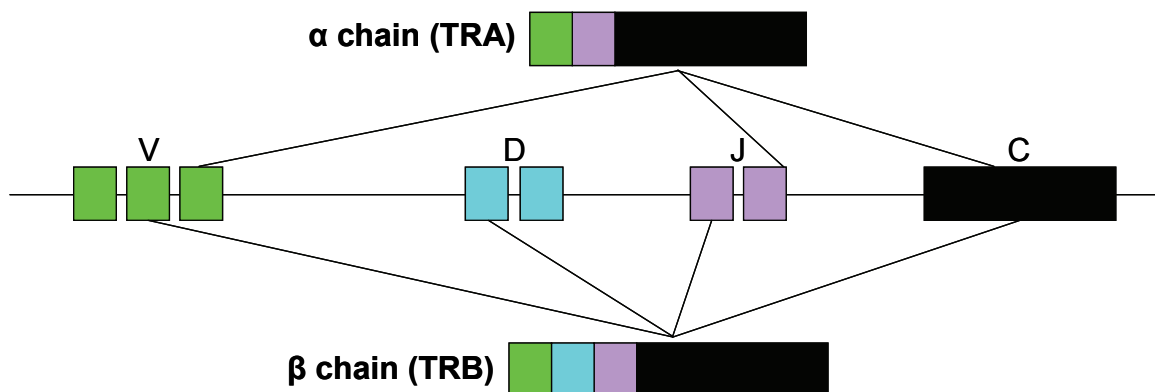 α chain (TRA)
V D J C
β chain (TRB)